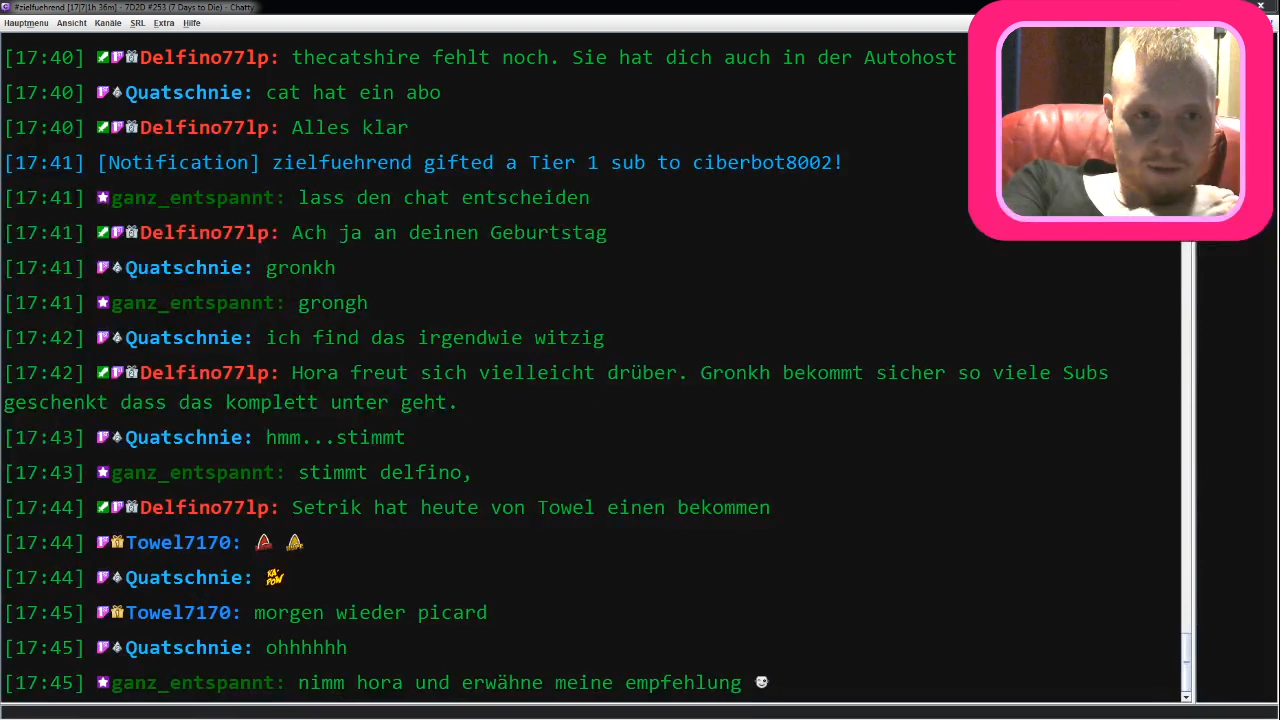 #zielfuehrend [17|7|1h 36m] - 7D2D #253 (7 Days to Die) - Chatty
Hauptmenu Ansicht Kanäle SRL Extra Hilfe
[17:40] Delfino77lp: thecatshire fehlt noch. Sie hat dich auch in der Autohost
[17:40] Quatschnie: cat hat ein abo
[17:40] Delfino77lp: Alles klar
[17:41] [Notification] zielfuehrend gifted a Tier 1 sub to ciberbot8002!
[17:41] ganz_entspannt: lass den chat entscheiden
[17:41] Delfino77lp: Ach ja an deinen Geburtstag
[17:41] Quatschnie: gronkh
[17:41] ganz_entspannt: grongh
[17:42] Quatschnie: ich find das irgendwie witzig
[17:42] Delfino77lp: Hora freut sich vielleicht drüber. Gronkh bekommt sicher so viele Subs
geschenkt dass das komplett unter geht.
[17:43] Quatschnie: hmm...stimmt
[17:43] ganz_entspannt: stimmt delfino,
[17:44] Delfino77lp: Setrik hat heute von Towel einen bekommen
[17:44] Towel7170:
[17:44] Quatschnie: KA POW
[17:45] Towel7170: morgen wieder picard
[17:45] Quatschnie: ohhhhhh
[17:45] ganz_entspannt: nimm hora und erwähne meine empfehlung